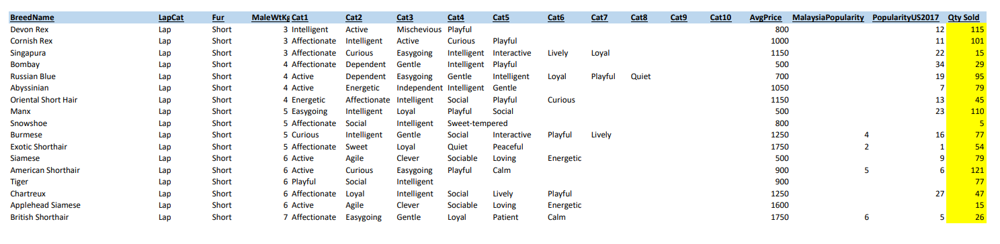 BreedName LapCat Fur MaleWtKg Cat1 Cat2 Cat3 Cat4 Cat5 Cat6 Cat7 Cat8 Cat9 Cat10 AvgPrice MalaysiaPopularity PopularityUS2017 Qty Sold
Devon Rex Lap Short 3 Intelligent Active Mischevious Playful 800 12 115
Cornish Rex Lap Short 3 Affectionate Intelligent Active Curious Playful 1000 11 101
Singapura Lap Short 3 Affectionate Curious Easygoing Intelligent Interactive Lively Loyal 1150 22 15
Bombay Lap Short 4 Affectionate Dependent Gentle Intelligent Playful 500 34 29
Russian Blue Lap Short 4 Active Dependent Easygoing Gentle Intelligent Loyal Playful Quiet 700 19 95
Abyssinian Lap Short 4 Active Energetic Independent Intelligent Gentle 1050 7 79
Oriental Short Hair Lap Short 4 Energetic Affectionate Intelligent Social Playful Curious 1150 13 45
Manx Lap Short 5 Easygoing Intelligent Loyal Playful Social 500 23 110
Snowshoe Lap Short 5 Affectionate Social Intelligent Sweet-tempered 800 5
Burmese Lap Short 5 Curious Intelligent Gentle Social Interactive Playful Lively 1250 4 16 77
Exotic Shorthair Lap Short 5 Affectionate Sweet Loyal Quiet Peaceful 1750 2 1 54
Siamese Lap Short 6 Active Agile Clever Sociable Loving Energetic 500 9 79
American Shorthair Lap Short 6 Active Curious Easygoing Playful Calm 900 5 6 121
Tiger Lap Short 6 Playful Social Intelligent 900 77
Chartreux Lap Short 6 Affectionate Loyal Intelligent Social Lively Playful 1250 27 47
Applehead Siamese Lap Short 6 Active Agile Clever Sociable Loving Energetic 1600 15
British Shorthair Lap Short 7 Affectionate Easygoing Gentle Loyal Patient Calm 1750 6 5 26